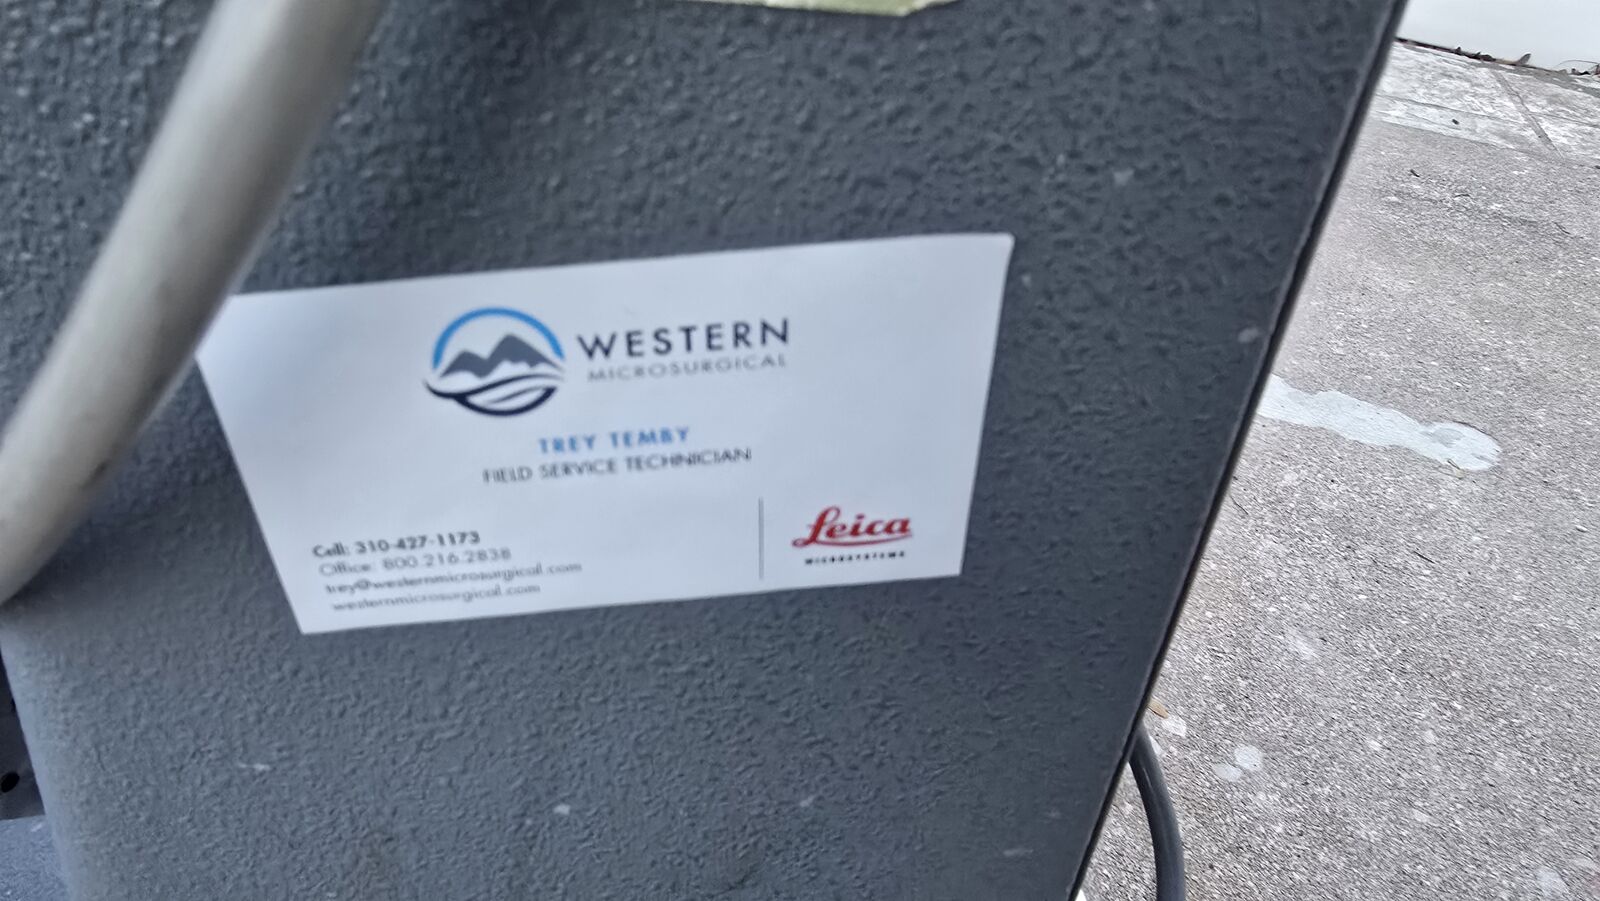 WESTERN
MICROSURGICAL
TREY TEMBY
FIELD SERVICE TECHNICIAN
Cell: 310-427-1173
Office: 800.216.2838
trey@westernmicrosurgical.com
westernmicrosurgical.com
Leica
MICROSYSTEMS